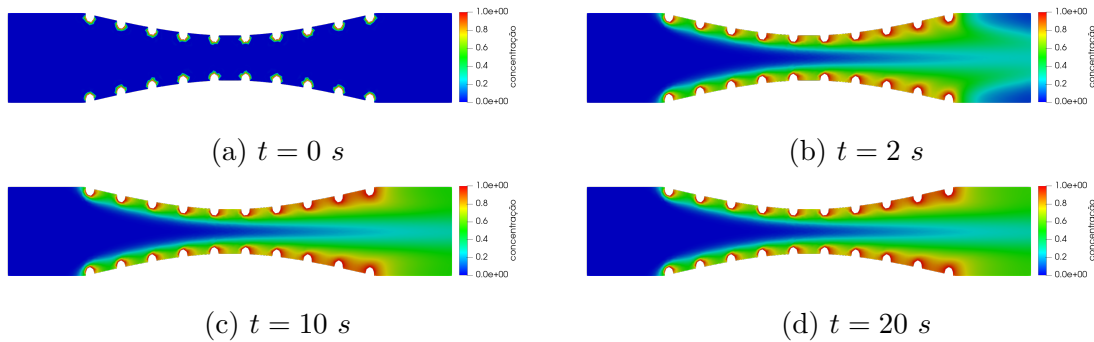 1.0e+00
0.8
0.6
0.4
0.2
0.0e+00
concentração
1.0e+00
0.8
0.6
0.4
0.2
0.0e+00
concentração
(a) t = 0 s
(b) t = 2 s
1.0e+00
0.8
0.6
0.4
0.2
0.0e+00
concentração
1.0e+00
0.8
0.6
0.4
0.2
0.0e+00
concentração
(c) t = 10 s
(d) t = 20 s